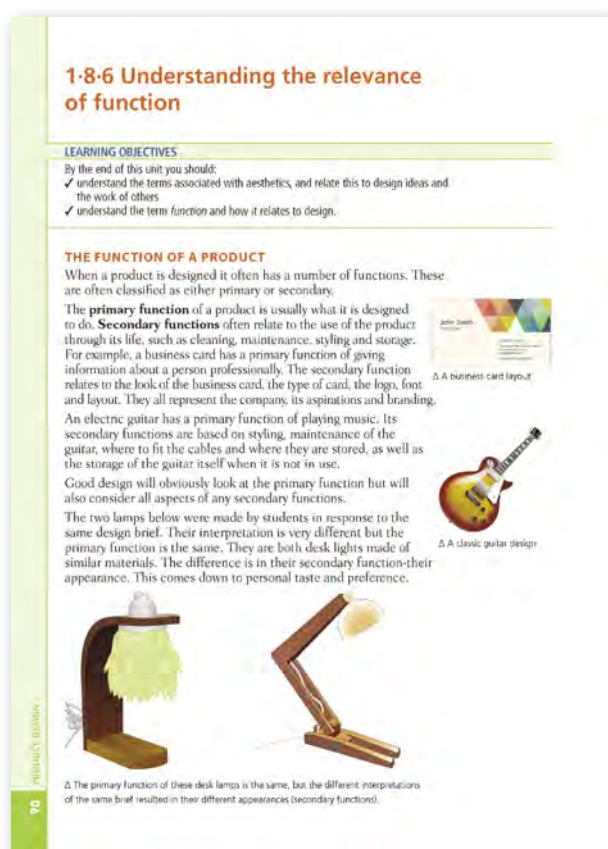 1·8·6 Understanding the relevance
of function
LEARNING OBJECTIVES
By the end of this unit you should:
✓ understand the terms associated with aesthetics, and relate this to design ideas and
the work of others
✓ understand the term function and how it relates to design.
THE FUNCTION OF A PRODUCT
When a product is designed it often has a number of functions. These
are often classified as either primary or secondary.
The primary function of a product is usually what it is designed
to do. Secondary functions often relate to the use of the product
through its life, such as cleaning, maintenance, styling and storage.
For example, a business card has a primary function of giving
information about a person professionally. The secondary function
relates to the look of the business card, the type of card, the logo, font
and layout. They all represent the company, its aspirations and branding.
John Smith
Δ A business card layout
An electric guitar has a primary function of playing music. Its
secondary functions are based on styling, maintenance of the
guitar, where to fit the cables and where they are stored, as well as
the storage of the guitar itself when it is not in use.
Good design will obviously look at the primary function but will
also consider all aspects of any secondary functions.
The two lamps below were made by students in response to the
same design brief. Their interpretation is very different but the
primary function is the same. They are both desk lights made of
similar materials. The difference is in their secondary function-their
appearance. This comes down to personal taste and preference.
Δ A classic guitar design
Δ The primary function of these desk lamps is the same, but the different interpretations
of the same brief resulted in their different appearances (secondary functions).
PRODUCT DESIGN
90